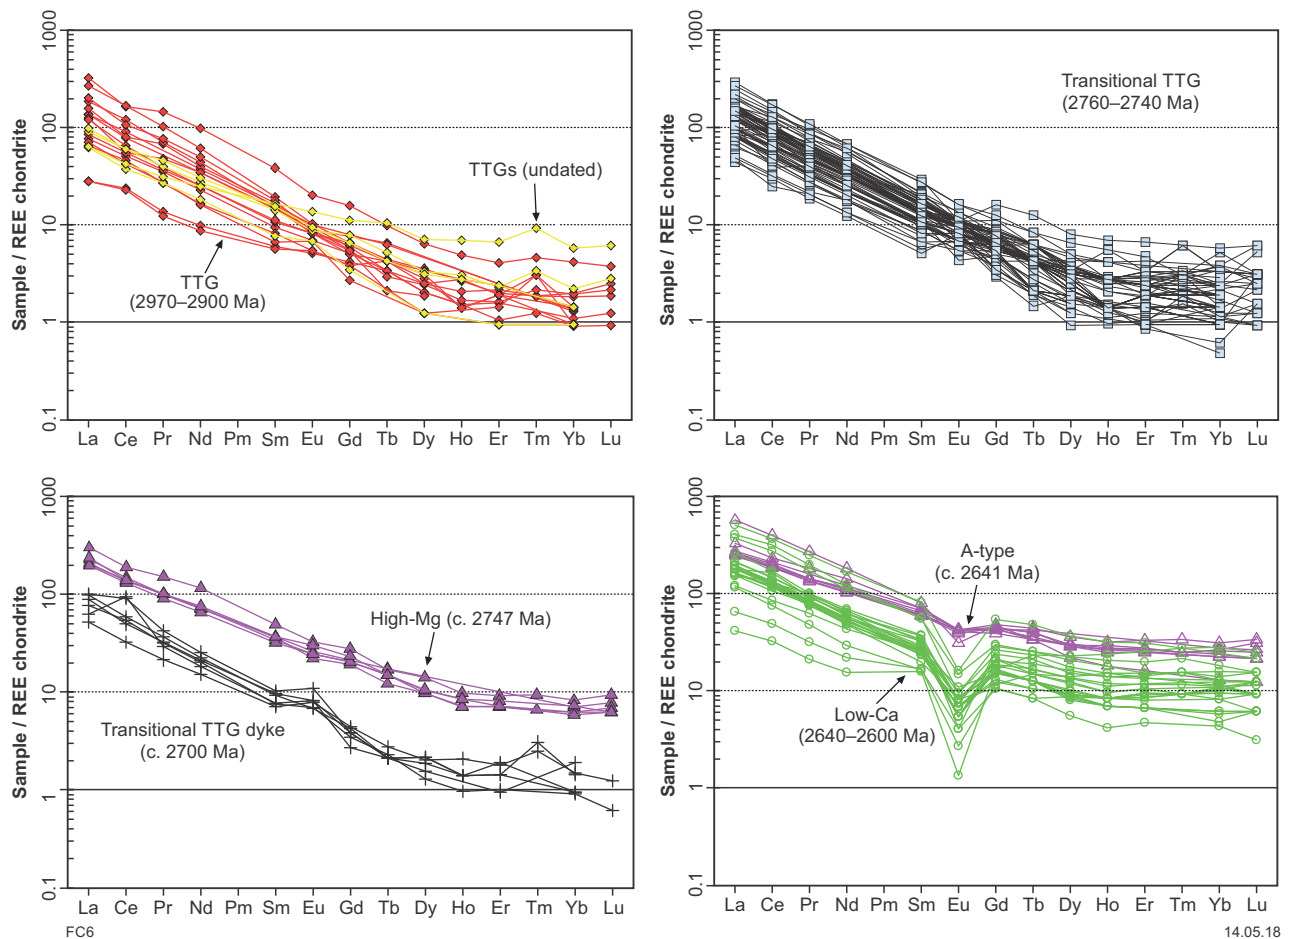 1000
100
10
1
0.1
Sample / REE chondrite
TTGs (undated)
TTG
(2970–2900 Ma)
La Ce Pr Nd Pm Sm Eu Gd Tb Dy Ho Er Tm Yb Lu
1000
100
10
1
0.1
Sample / REE chondrite
Transitional TTG
(2760–2740 Ma)
La Ce Pr Nd Pm Sm Eu Gd Tb Dy Ho Er Tm Yb Lu
1000
100
10
1
0.1
Sample / REE chondrite
High-Mg (c. 2747 Ma)
Transitional TTG dyke
(c. 2700 Ma)
La Ce Pr Nd Pm Sm Eu Gd Tb Dy Ho Er Tm Yb Lu
1000
100
10
1
0.1
Sample / REE chondrite
A-type
(c. 2641 Ma)
Low-Ca
(2640–2600 Ma)
La Ce Pr Nd Pm Sm Eu Gd Tb Dy Ho Er Tm Yb Lu
FC6
14.05.18